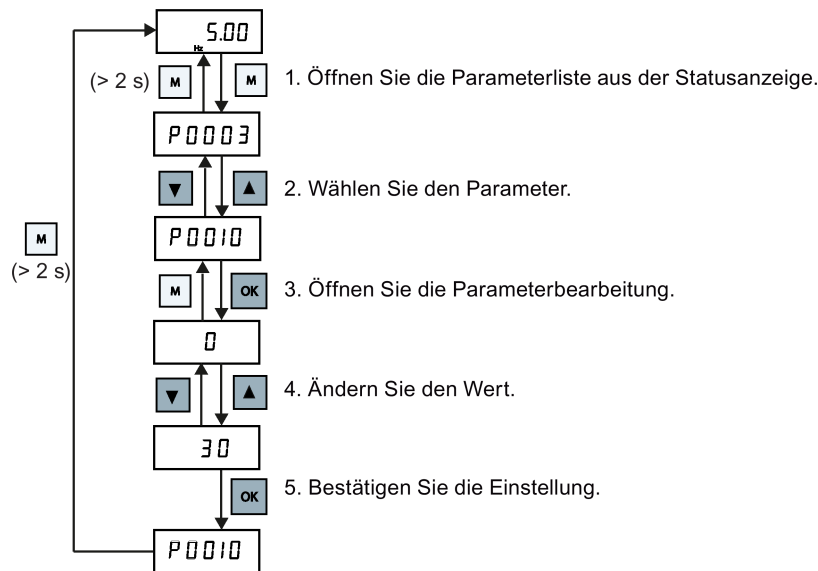 5.00
Hz
(> 2 s) M M 1. Öffnen Sie die Parameterliste aus der Statusanzeige.
P0003
2. Wählen Sie den Parameter.
M
(> 2 s)
P0010
M OK 3. Öffnen Sie die Parameterbearbeitung.
0
4. Ändern Sie den Wert.
30
OK 5. Bestätigen Sie die Einstellung.
P0010